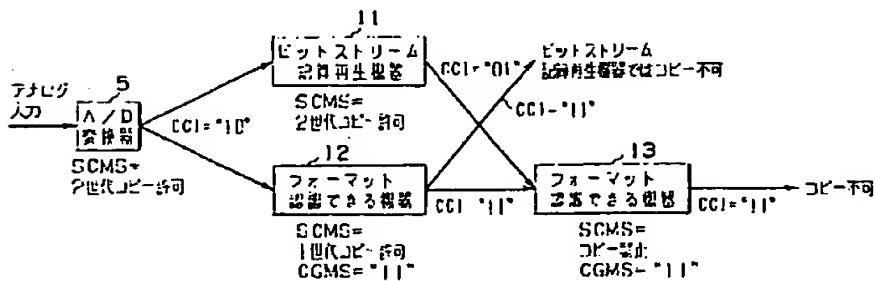 アナログ
入力
5
A/D
変換器
SCMS=
2世代コピー許可
CCI="10"
11
ビットストリーム
記録再生機器
SCMS=
2世代コピー許可
12
フォーマット
認識できる機器
SCMS=
1世代コピー許可
CGMS="11"
CCI="01"
CCI="11"
ビットストリーム
記録再生機器ではコピー不可
CCI="11"
13
フォーマット
認識できる機器
SCMS=
コピー禁止
CGMS="11"
CCI="11"
コピー不可